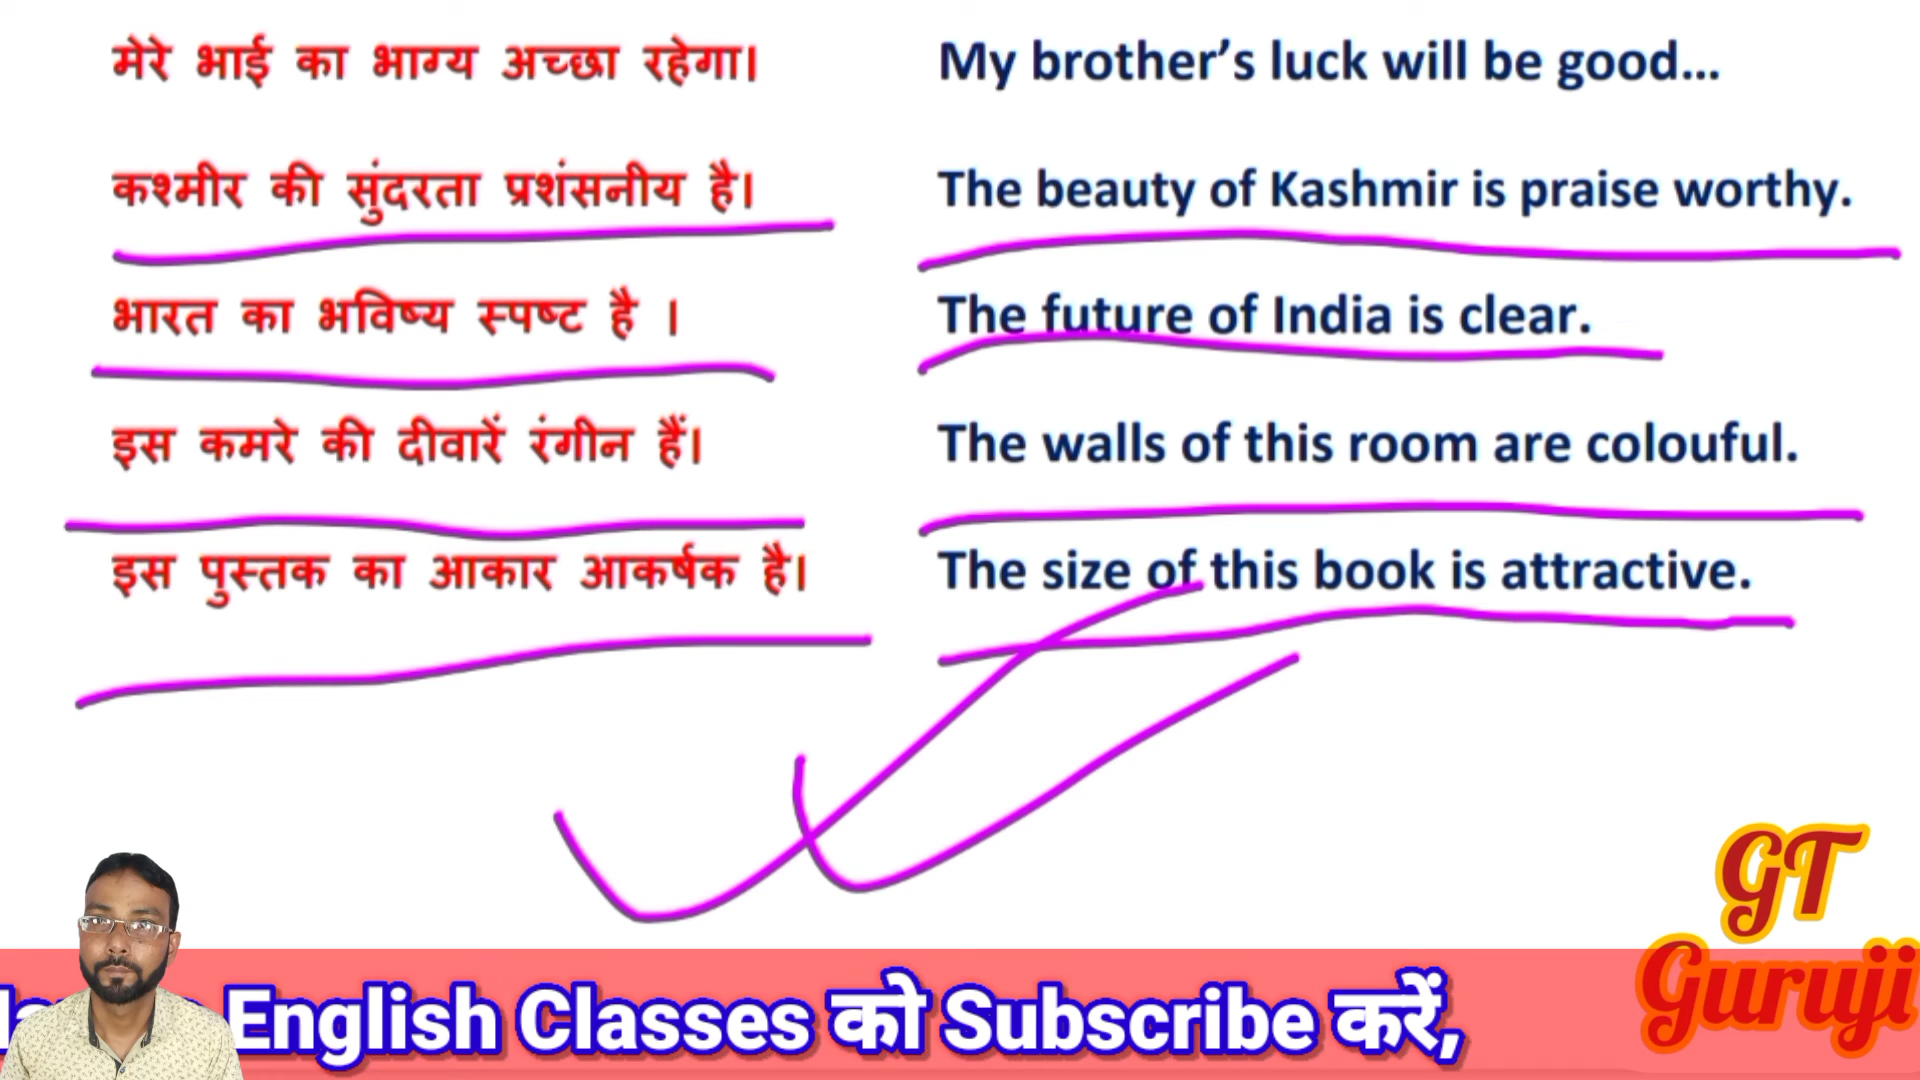 मेरे भाई का भाग्य अच्छा रहेगा। My brother’s luck will be good...
कश्मीर की सुंदरता प्रशंसनीय है। The beauty of Kashmir is praise worthy.
भारत का भविष्य स्पष्ट है । The future of India is clear.
इस कमरे की दीवारें रंगीन हैं। The walls of this room are colouful.
इस पुस्तक का आकार आकर्षक है। The size of this book is attractive.
GT
Guruji
English Classes को Subscribe करें,